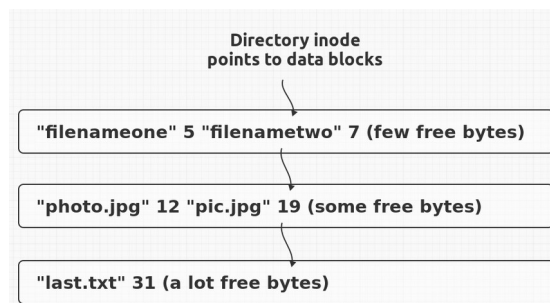 Directory inode
points to data blocks
"filenameone" 5 "filenametwo" 7 (few free bytes)
"photo.jpg" 12 "pic.jpg" 19 (some free bytes)
"last.txt" 31 (a lot free bytes)